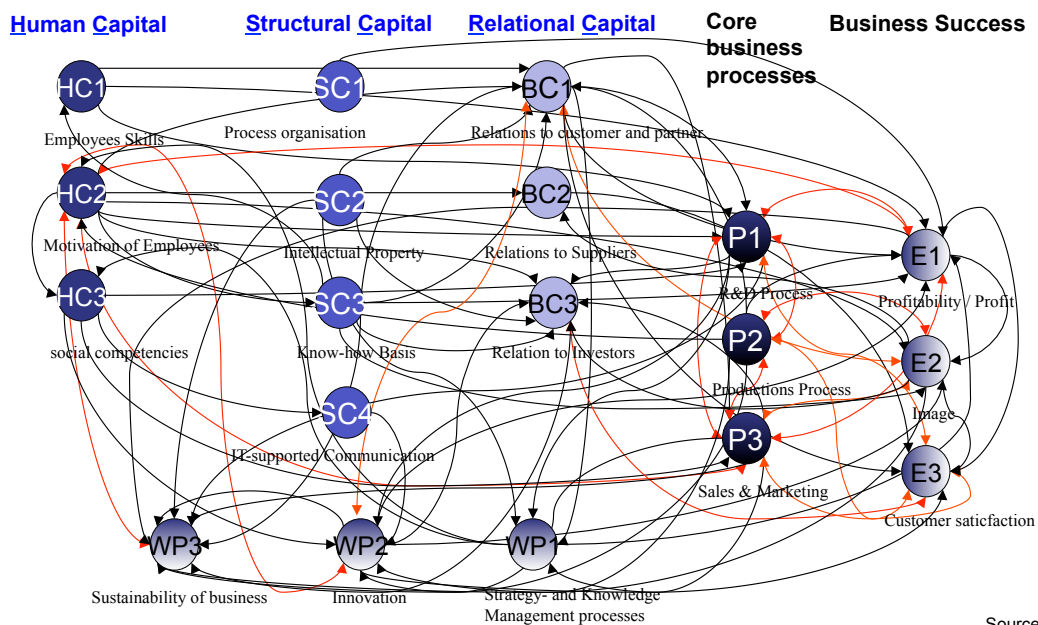 Human Capital
Structural Capital
Relational Capital
Core
business
processes
Business Success
HC1
SC1
BC1
Employees Skills
Process organisation
Relations to customer and partner
HC2
SC2
BC2
P1
E1
Motivation of Employees
Intellectual Property
Relations to Suppliers
R&D Process
Profitability / Profit
HC3
SC3
BC3
P2
E2
social competencies
Know-how Basis
Relation to Investors
Productions Process
Image
SC4
P3
E3
IT-supported Communication
Sales & Marketing
Customer saticfaction
WP3
WP2
WP1
Sustainability of business
Innovation
Strategy- and Knowledge
Management processes
Source